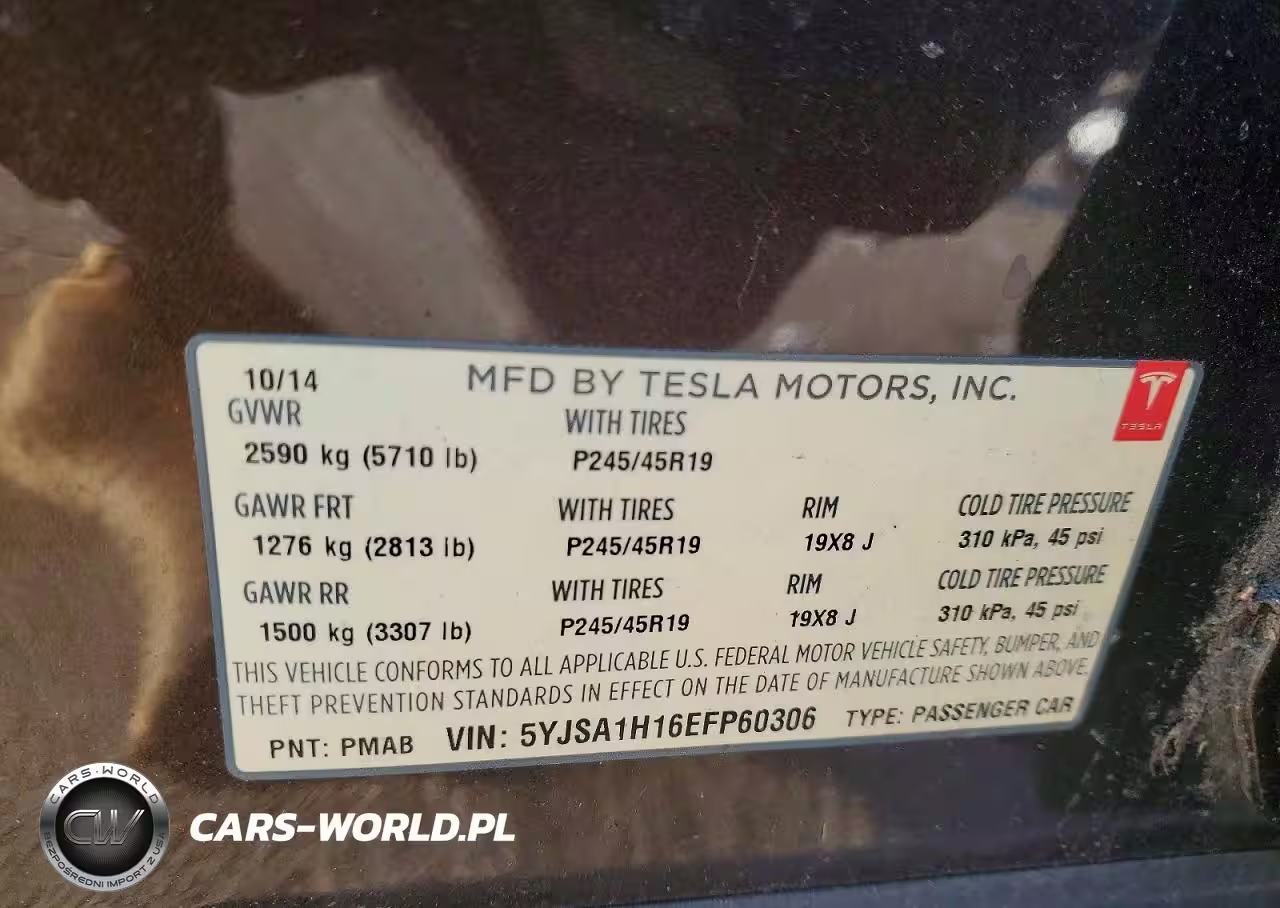 10/14 MFD BY TESLA MOTORS, INC.
TESLA
GVWR WITH TIRES
2590 kg (5710 lb) P245/45R19
GAWR FRT WITH TIRES RIM COLD TIRE PRESSURE
1276 kg (2813 lb) P245/45R19 19X8 J 310 kPa, 45 psi
GAWR RR WITH TIRES RIM COLD TIRE PRESSURE
1500 kg (3307 lb) P245/45R19 19X8 J 310 kPa, 45 psi
THIS VEHICLE CONFORMS TO ALL APPLICABLE U.S. FEDERAL MOTOR VEHICLE SAFETY, BUMPER, AND
THEFT PREVENTION STANDARDS IN EFFECT ON THE DATE OF MANUFACTURE SHOWN ABOVE.
PNT: PMAB VIN: 5YJSA1H16EFP60306 TYPE: PASSENGER CAR
CARS-WORLD
CW
BEZPOŚREDNI IMPORT Z USA
CARS-WORLD.PL